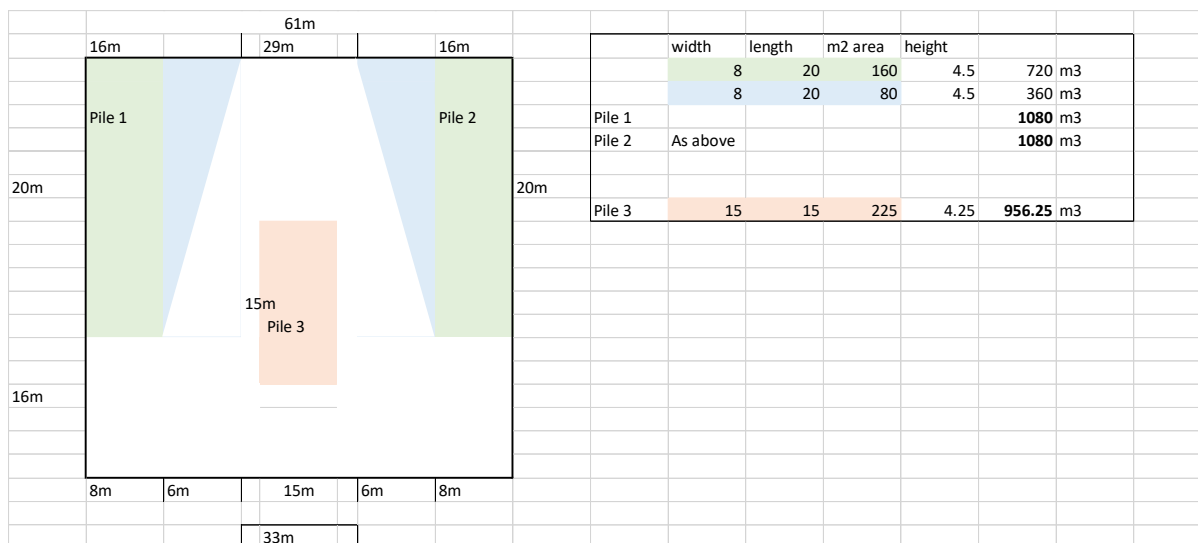 61m
16m 29m 16m
width length m2 area height
8 20 160 4.5 720 m3
8 20 80 4.5 360 m3
Pile 1 Pile 2
Pile 1 1080 m3
Pile 2 As above 1080 m3
20m 20m
Pile 3 15 15 225 4.25 956.25 m3
15m
Pile 3
16m
8m 6m 15m 6m 8m
33m